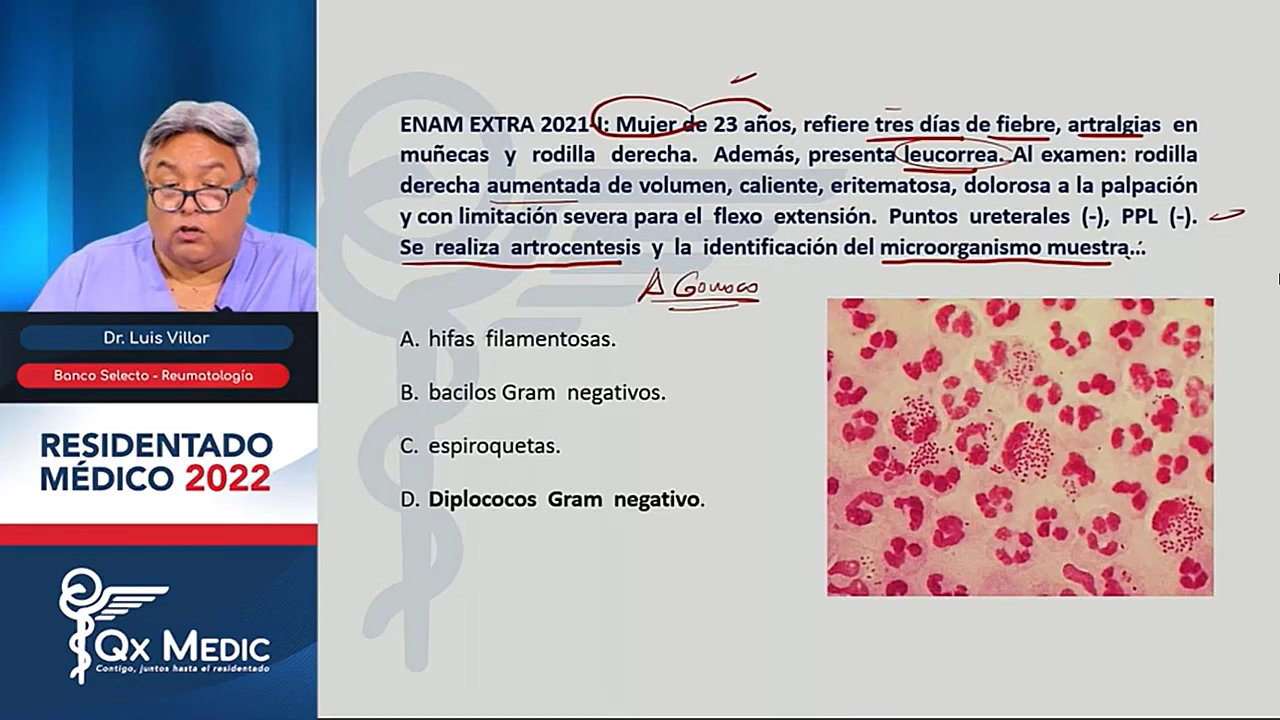 ENAM EXTRA 2021-I: Mujer de 23 años, refiere tres días de fiebre, artralgias en
muñecas y rodilla derecha. Además, presenta leucorrea. Al examen: rodilla
derecha aumentada de volumen, caliente, eritematosa, dolorosa a la palpación
y con limitación severa para el flexo extensión. Puntos ureterales (-), PPL (-).
Se realiza artrocentesis y la identificación del microorganismo muestra...
A Gonoco
A. hifas filamentosas.
B. bacilos Gram negativos.
C. espiroquetas.
D. Diplococos Gram negativo.
Dr. Luis Villar
Banco Selecto - Reumatología
RESIDENTADO
MÉDICO 2022
QX MEDIC
Contigo, juntos hasta el residentado